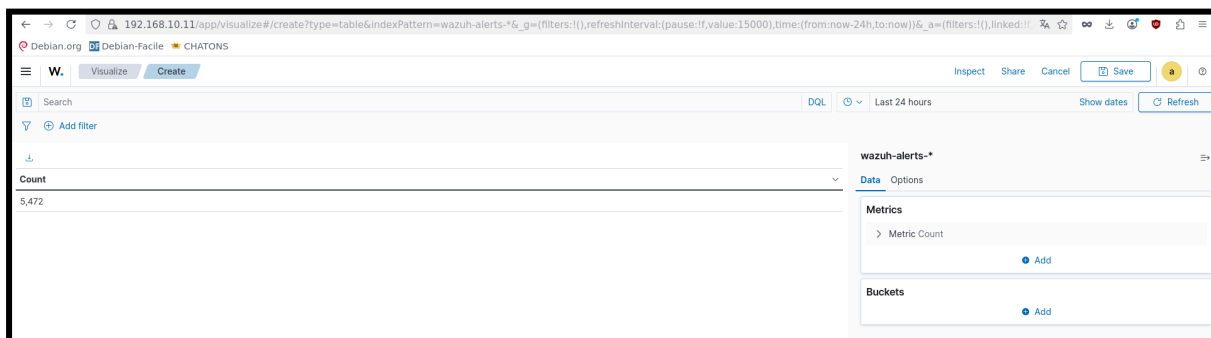 192.168.10.11/app/visualize#/create?type=table&indexPattern=wazuh-alerts-*&_g=(filters:!(),refreshInterval:(pause:!f,value:15000),time:(from:now-24h,to:now))&_a=(filters:!(),linked:!f
Debian.org DF Debian-Facile CHATONS
W. Visualize Create Inspect Share Cancel Save a
Search DQL Last 24 hours Show dates Refresh
Add filter
wazuh-alerts-*
Count
Data Options
5,472
Metrics
Metric Count
Add
Buckets
Add